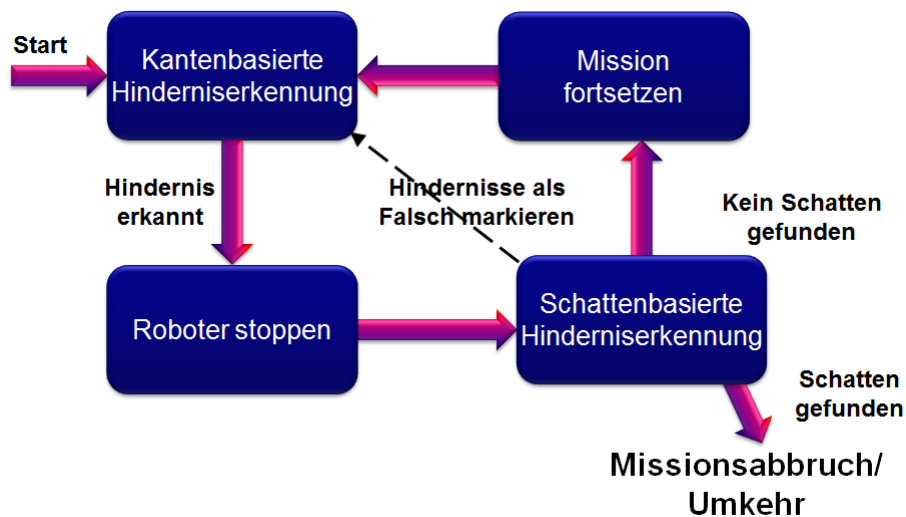 Start
Kantenbasierte
Hinderniserkennung
Mission
fortsetzen
Hindernis
erkannt
Hindernisse als
Falsch markieren
Kein Schatten
gefunden
Roboter stoppen
Schattenbasierte
Hinderniserkennung
Schatten
gefunden
Missionsabbruch/
Umkehr